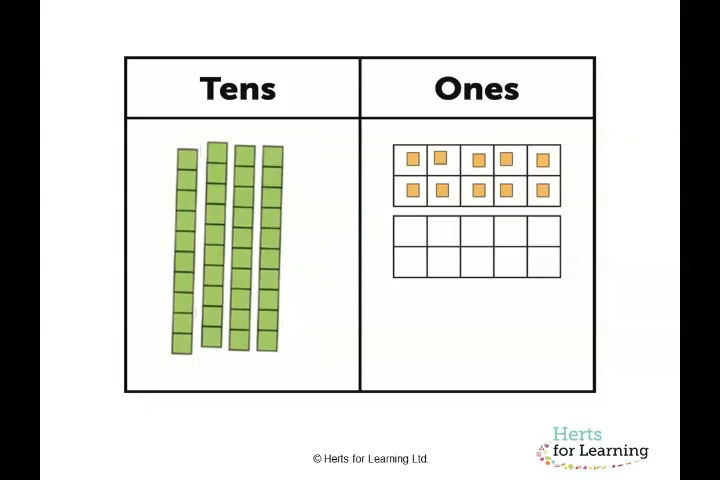 Tens
Ones
© Herts for Learning Ltd.
Herts
for Learning